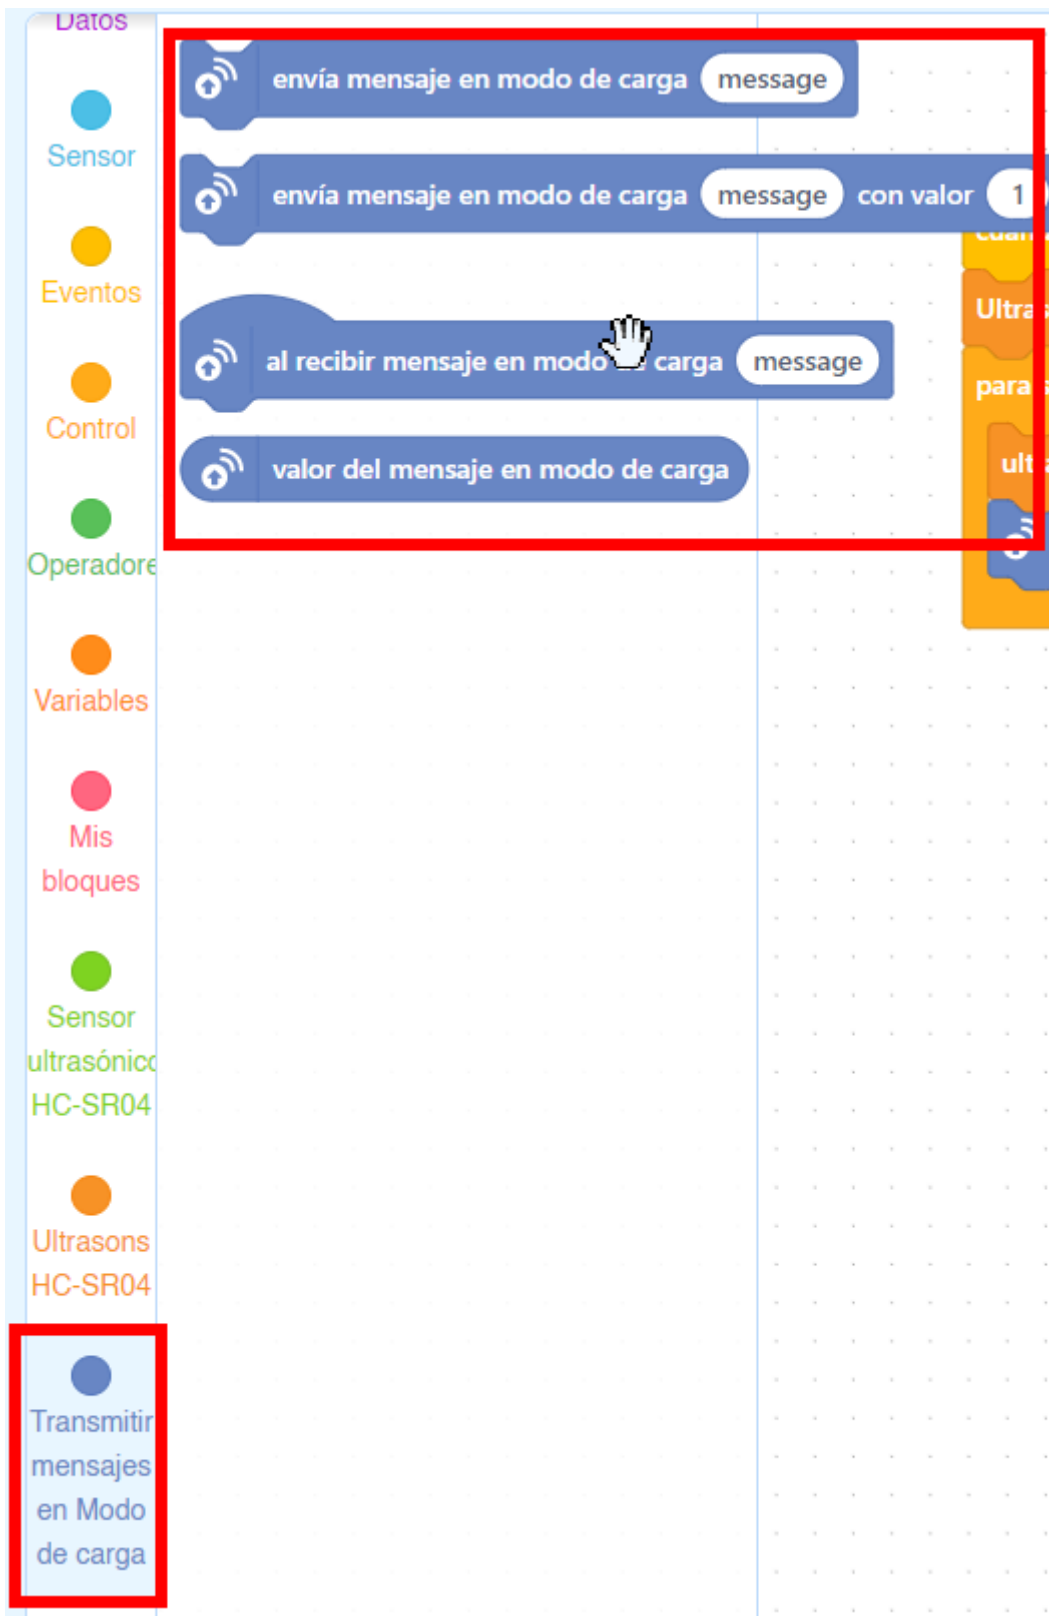 Datos
Sensor
Eventos
Control
Operadore
Variables
Mis
bloques
Sensor
ultrasónico
HC-SR04
Ultrasons
HC-SR04
Transmitir
mensajes
en Modo
de carga
envía mensaje en modo de carga message
envía mensaje en modo de carga message con valor 1
al recibir mensaje en modo de carga message
valor del mensaje en modo de carga
Ultras
para
ult